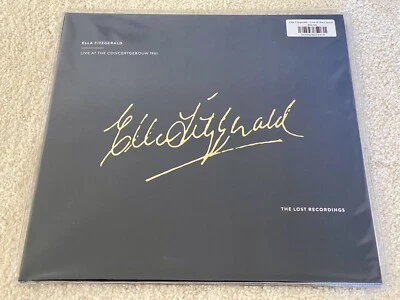 ELLA FITZGERALD
LIVE AT THE CONCERTGEBOUW 1961
Ella Fitzgerald
THE LOST RECORDINGS